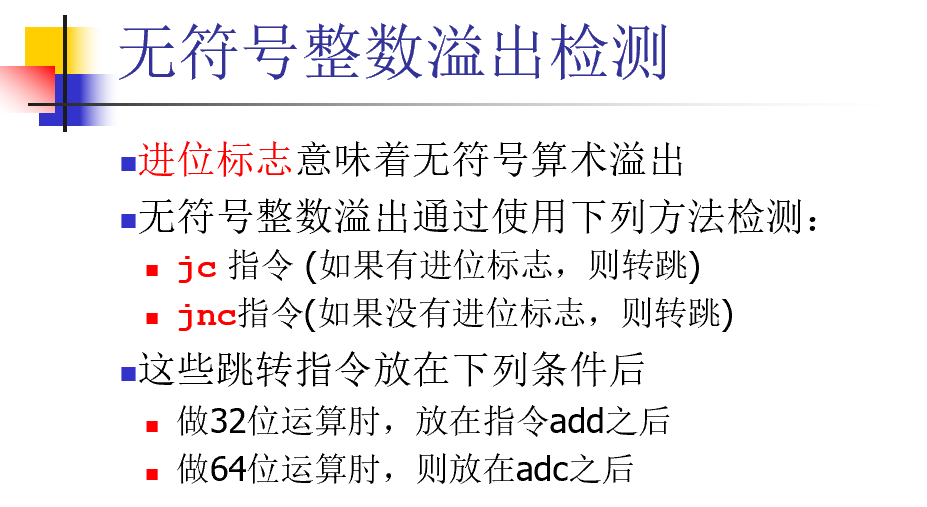 无符号整数溢出检测
进位标志意味着无符号算术溢出
无符号整数溢出通过使用下列方法检测：
jc 指令 (如果有进位标志，则转跳)
jnc指令(如果没有进位标志，则转跳)
这些跳转指令放在下列条件后
做32位运算肘，放在指令add之后
做64位运算肘，则放在adc之后